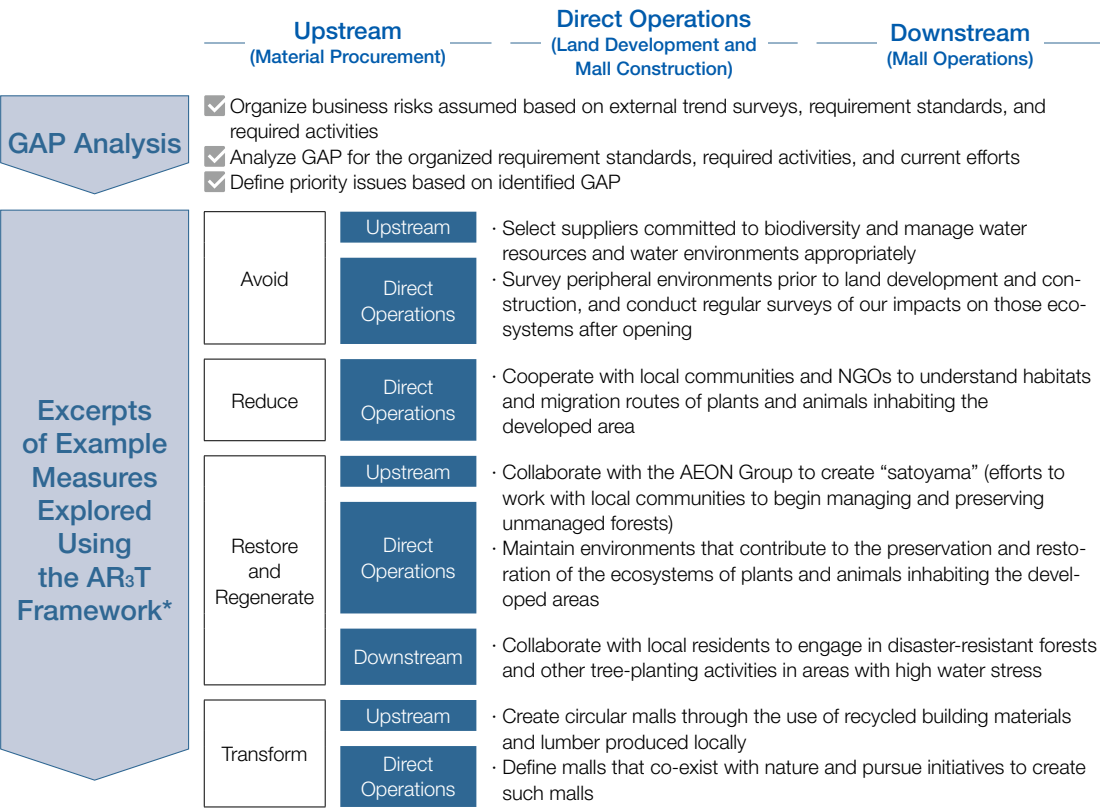 Upstream
(Material Procurement)
Direct Operations
(Land Development and
Mall Construction)
Downstream
(Mall Operations)
GAP Analysis
Organize business risks assumed based on external trend surveys, requirement standards, and
required activities
Analyze GAP for the organized requirement standards, required activities, and current efforts
Define priority issues based on identified GAP
Excerpts
of Example
Measures
Explored
Using
the AR₃T
Framework*
Avoid
Upstream
· Select suppliers committed to biodiversity and manage water
resources and water environments appropriately
Direct
Operations
· Survey peripheral environments prior to land development and con-
struction, and conduct regular surveys of our impacts on those eco-
systems after opening
Reduce
Direct
Operations
· Cooperate with local communities and NGOs to understand habitats
and migration routes of plants and animals inhabiting the
developed area
Restore
and
Regenerate
Upstream
· Collaborate with the AEON Group to create “satoyama” (efforts to
work with local communities to begin managing and preserving
unmanaged forests)
Direct
Operations
· Maintain environments that contribute to the preservation and resto-
ration of the ecosystems of plants and animals inhabiting the devel-
oped areas
Downstream
· Collaborate with local residents to engage in disaster-resistant forests
and other tree-planting activities in areas with high water stress
Transform
Upstream
· Create circular malls through the use of recycled building materials
and lumber produced locally
Direct
Operations
· Define malls that co-exist with nature and pursue initiatives to create
such malls